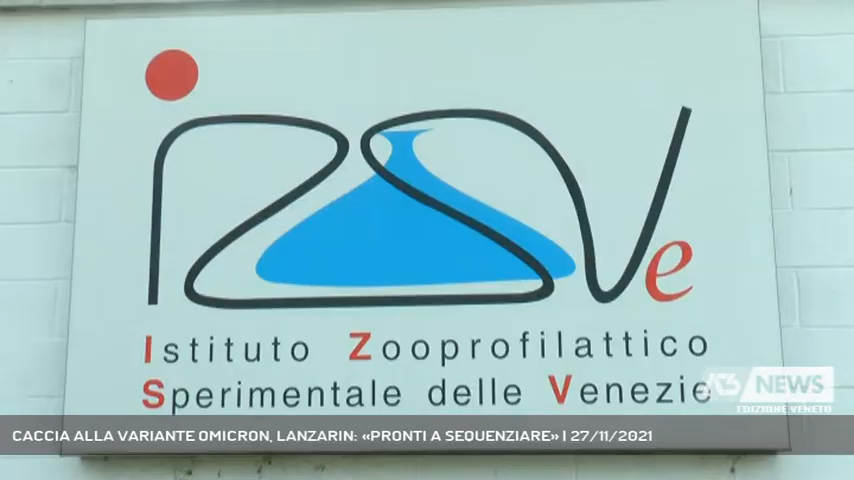 iZSVe
Istituto Zooprofilattico
Sperimentale delle Venezie
A3 NEWS
EDIZIONE VENETO
CACCIA ALLA VARIANTE OMICRON, LANZARIN: «PRONTI A SEQUENZIARE» | 27/11/2021